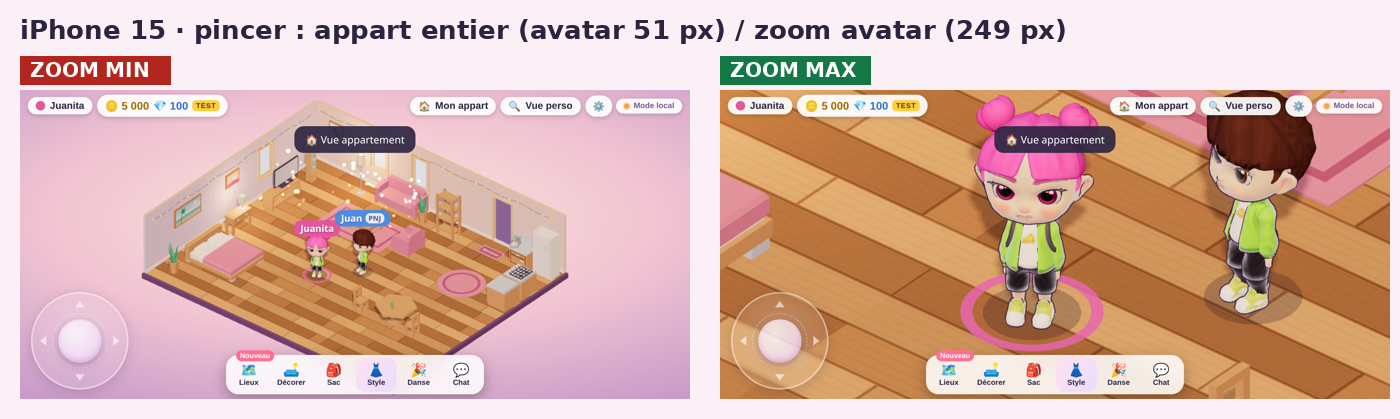 iPhone 15 · pincer : appart entier (avatar 51 px) / zoom avatar (249 px)
ZOOM MIN
Juanita
5 000
100
TEST
Mon appart
Vue perso
Mode local
Vue appartement
Juan PNJ
Juanita
Nouveau
Lieux
Décorer
Sac
Style
Danse
Chat
ZOOM MAX
Juanita
5 000
100
TEST
Mon appart
Vue perso
Mode local
Vue appartement
Nouveau
Lieux
Décorer
Sac
Style
Danse
Chat